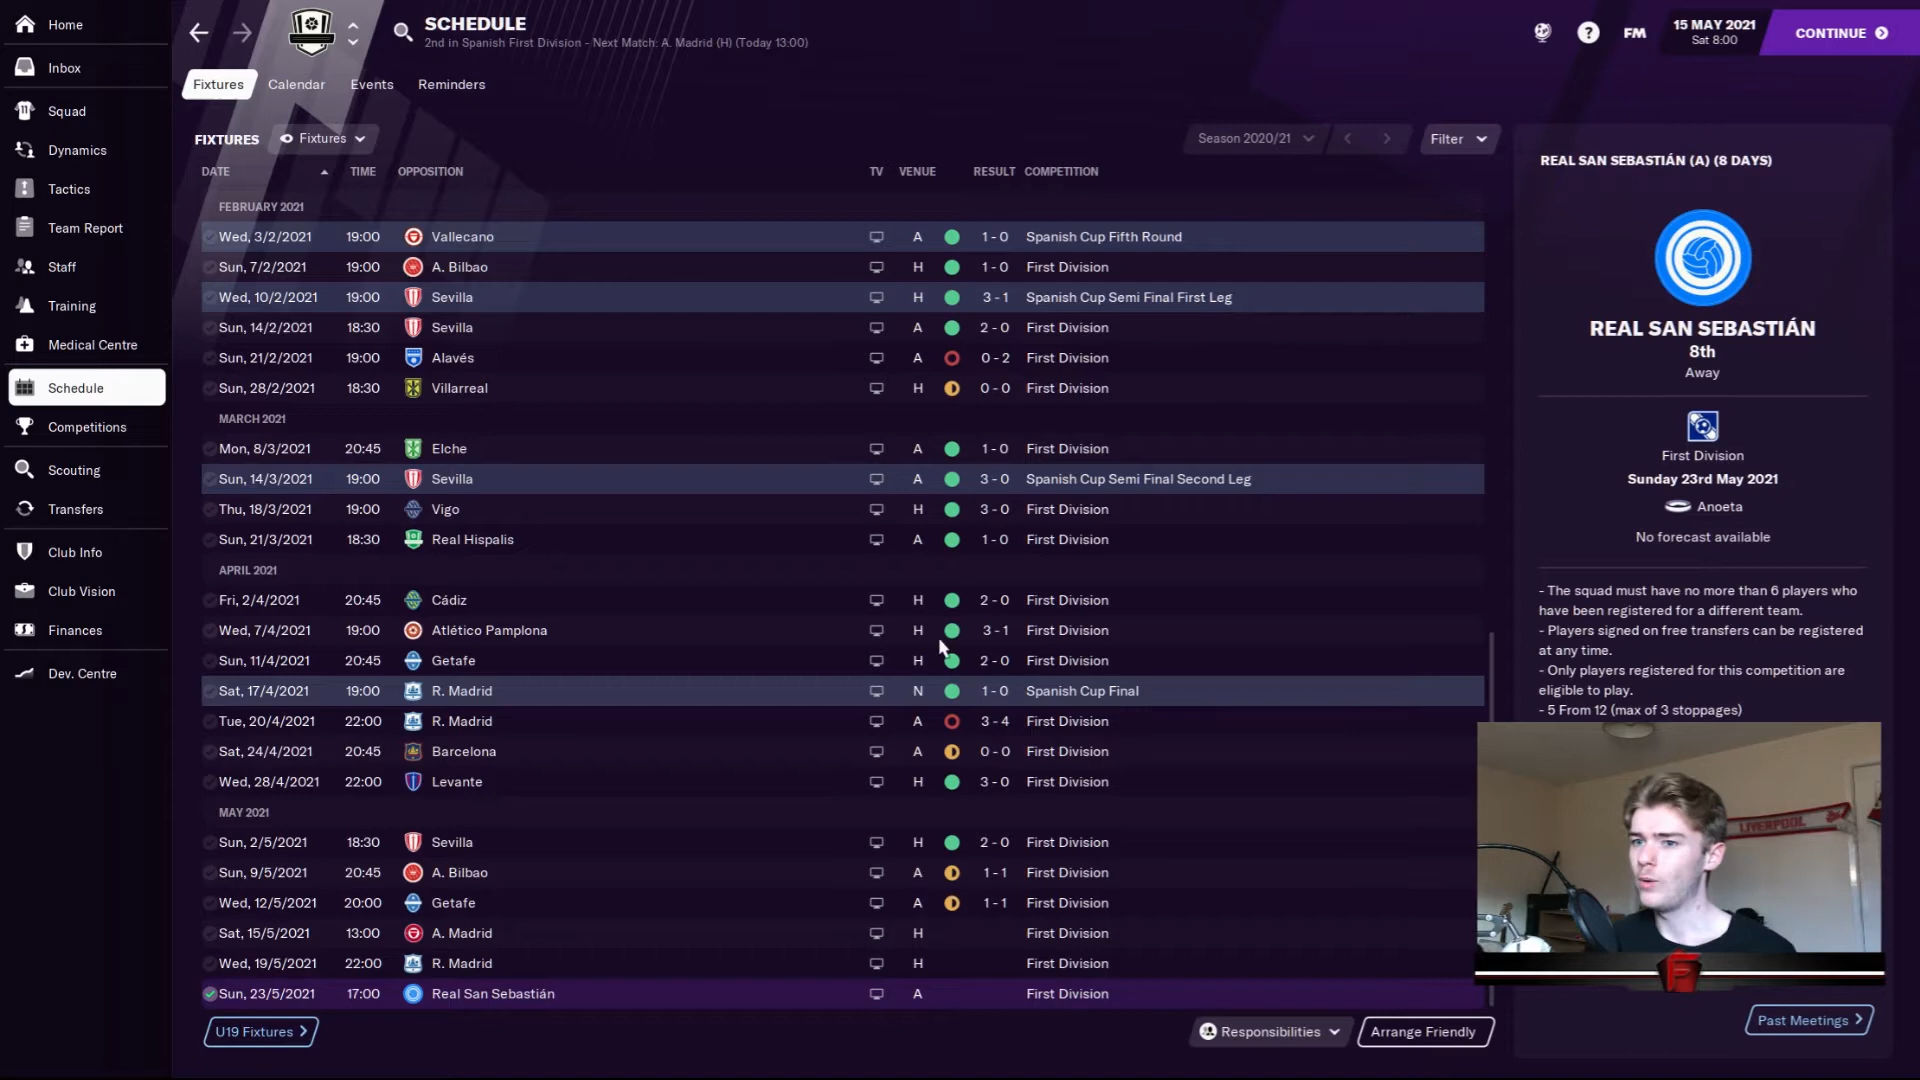 Home
Inbox
Squad
Dynamics
Tactics
Team Report
Staff
Training
Medical Centre
Schedule
Competitions
Scouting
Transfers
Club Info
Club Vision
Finances
Dev. Centre
SCHEDULE
2nd in Spanish First Division - Next Match: A. Madrid (H) (Today 13:00)
? FM 15 MAY 2021
Sat 8:00
CONTINUE
Fixtures Calendar Events Reminders
FIXTURES Fixtures Season 2020/21 Filter
DATE TIME OPPOSITION TV VENUE RESULT COMPETITION
FEBRUARY 2021
Wed, 3/2/2021 19:00 Vallecano A 1 - 0 Spanish Cup Fifth Round
Sun, 7/2/2021 19:00 A. Bilbao H 1 - 0 First Division
Wed, 10/2/2021 19:00 Sevilla H 3 - 1 Spanish Cup Semi Final First Leg
Sun, 14/2/2021 18:30 Sevilla A 2 - 0 First Division
Sun, 21/2/2021 19:00 Alavés A 0 - 2 First Division
Sun, 28/2/2021 18:30 Villarreal H 0 - 0 First Division
MARCH 2021
Mon, 8/3/2021 20:45 Elche A 1 - 0 First Division
Sun, 14/3/2021 19:00 Sevilla A 3 - 0 Spanish Cup Semi Final Second Leg
Thu, 18/3/2021 19:00 Vigo H 3 - 0 First Division
Sun, 21/3/2021 18:30 Real Hispalis A 1 - 0 First Division
APRIL 2021
Fri, 2/4/2021 20:45 Cádiz H 2 - 0 First Division
Wed, 7/4/2021 19:00 Atlético Pamplona H 3 - 1 First Division
Sun, 11/4/2021 20:45 Getafe H 2 - 0 First Division
Sat, 17/4/2021 19:00 R. Madrid N 1 - 0 Spanish Cup Final
Tue, 20/4/2021 22:00 R. Madrid A 3 - 4 First Division
Sat, 24/4/2021 20:45 Barcelona A 0 - 0 First Division
Wed, 28/4/2021 22:00 Levante H 3 - 0 First Division
MAY 2021
Sun, 2/5/2021 18:30 Sevilla H 2 - 0 First Division
Sun, 9/5/2021 20:45 A. Bilbao A 1 - 1 First Division
Wed, 12/5/2021 20:00 Getafe A 1 - 1 First Division
Sat, 15/5/2021 13:00 A. Madrid H First Division
Wed, 19/5/2021 22:00 R. Madrid H First Division
Sun, 23/5/2021 17:00 Real San Sebastián A First Division
U19 Fixtures Responsibilities Arrange Friendly
REAL SAN SEBASTIÁN (A) (8 DAYS)
REAL SAN SEBASTIÁN
8th
Away
First Division
Sunday 23rd May 2021
Anoeta
No forecast available
- The squad must have no more than 6 players who
have been registered for a different team.
- Players signed on free transfers can be registered
at any time.
- Only players registered for this competition are
eligible to play.
- 5 From 12 (max of 3 stoppages)
LIVERPOOL
F
Past Meetings